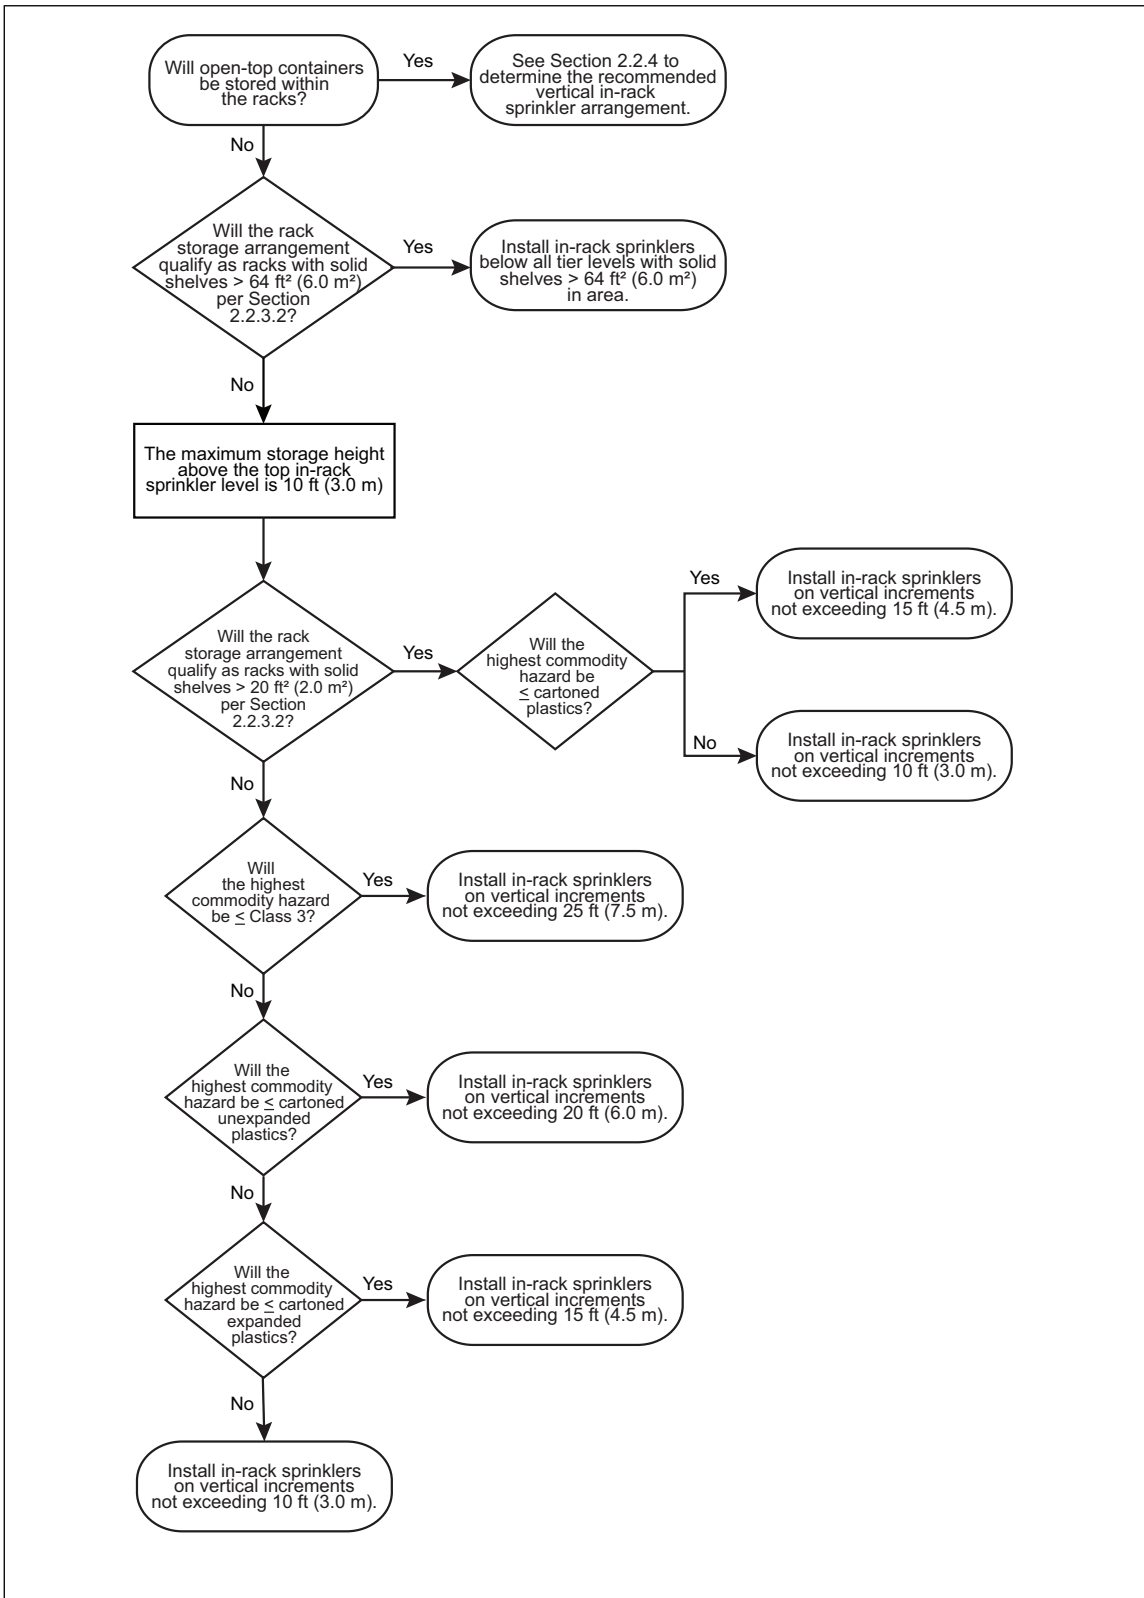 Will open-top containers
be stored within
the racks?
Yes
See Section 2.2.4 to
determine the recommended
vertical in-rack
sprinkler arrangement.
No
Will the rack
storage arrangement
qualify as racks with solid
shelves > 64 ft² (6.0 m²)
per Section
2.2.3.2?
Yes
Install in-rack sprinklers
below all tier levels with solid
shelves > 64 ft² (6.0 m²)
in area.
No
The maximum storage height
above the top in-rack
sprinkler level is 10 ft (3.0 m)
Will the rack
storage arrangement
qualify as racks with solid
shelves > 20 ft² (2.0 m²)
per Section
2.2.3.2?
Yes
Will the
highest commodity
hazard be
≤ cartoned
plastics?
Yes
Install in-rack sprinklers
on vertical increments
not exceeding 15 ft (4.5 m).
No
Install in-rack sprinklers
on vertical increments
not exceeding 10 ft (3.0 m).
No
Will
the highest
commodity hazard
be ≤ Class 3?
Yes
Install in-rack sprinklers
on vertical increments
not exceeding 25 ft (7.5 m).
No
Will the
highest commodity
hazard be ≤ cartoned
unexpanded
plastics?
Yes
Install in-rack sprinklers
on vertical increments
not exceeding 20 ft (6.0 m).
No
Will the
highest commodity
hazard be ≤ cartoned
expanded
plastics?
Yes
Install in-rack sprinklers
on vertical increments
not exceeding 15 ft (4.5 m).
No
Install in-rack sprinklers
on vertical increments
not exceeding 10 ft (3.0 m).